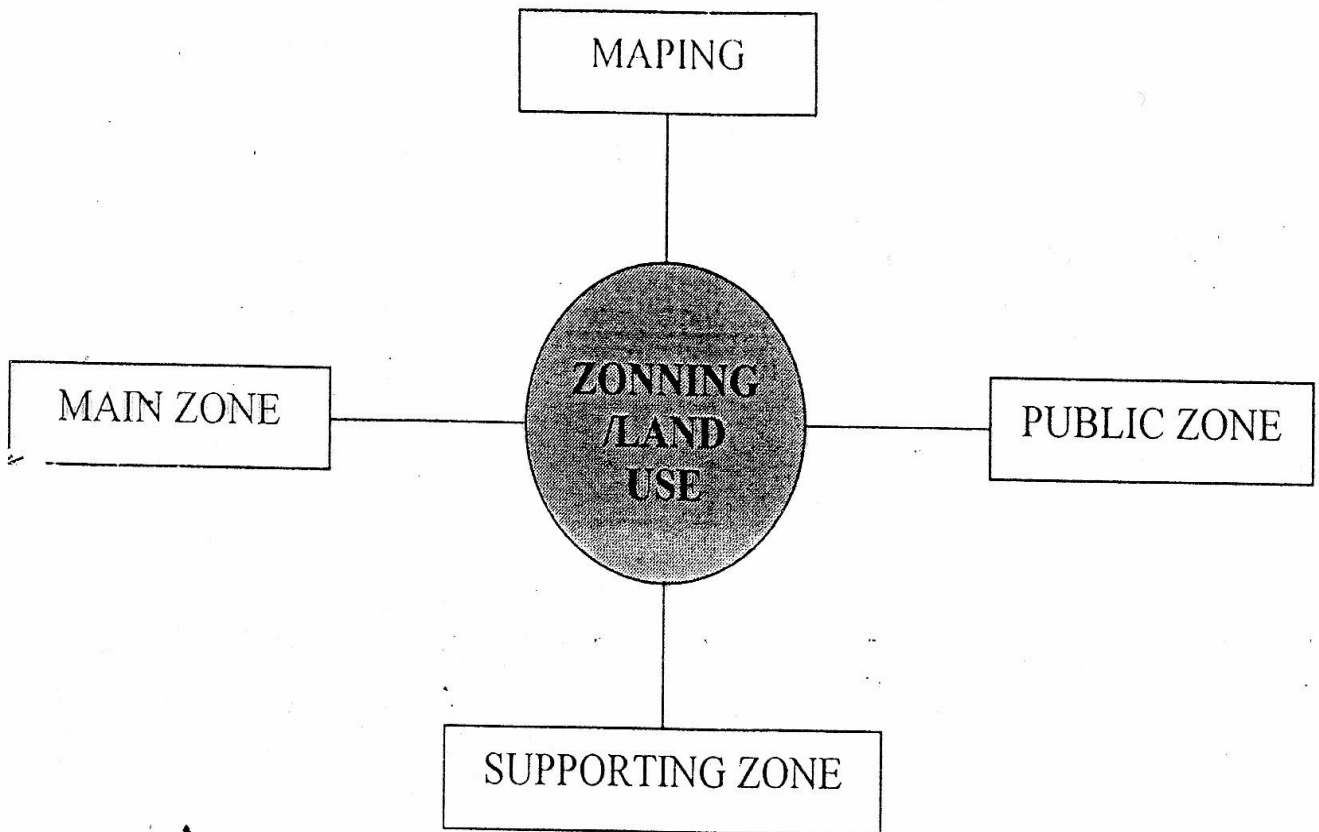 MAPING
MAIN ZONE
ZONNING
/LAND
USE
PUBLIC ZONE
SUPPORTING ZONE